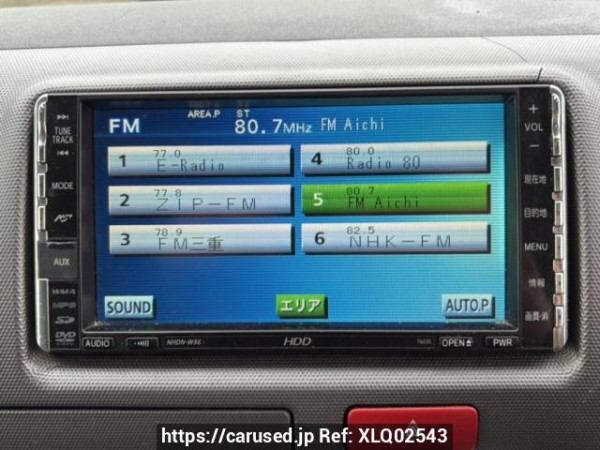 AREA.P ST
FM 80.7MHz FM Aichi
1 77.0 E-Radio
4 80.0 Radio 80
2 77.8 ZIP-FM
5 80.7 FM Aichi
3 78.9 FM三重
6 82.5 NHK-FM
SOUND エリア AUTO.P
TUNE
TRACK
MODE
AUX
WMA
MP3
SD
DVD
AUDIO
NHDN-W56
HDD
OPEN
PWR
+
VOL
-
現在地
目的地
MENU
情報
画質・消
https://carused.jp Ref: XLQ02543